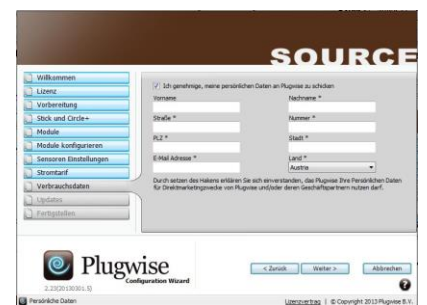 SOURCE
Willkommen
Lizenz
Vorbereitung
Stick und Circle+
Module
Module konfigurieren
Sensoren Einstellungen
Stromtarif
Verbrauchsdaten
Updates
Fertigstellen
Ich genehmige, meine persönlichen Daten an Plugwise zu schicken
Vorname
Nachname *
Straße *
Nummer *
PLZ *
Stadt *
E-Mail Adresse *
Land *
Austria
Durch setzen des Hakens erklären Sie sich einverstanden, das Plugwise Ihre Persönlichen Daten
für Direktmarketingzwecke von Plugwise und/oder deren Geschäftspartnern nutzen darf.
Plugwise
Configuration Wizard
2.23(20130301.5)
< Zurück
Weiter >
Abbrechen
?
Persönliche Daten
Lizenzvertrag | © Copyright 2013 Plugwise B.V.